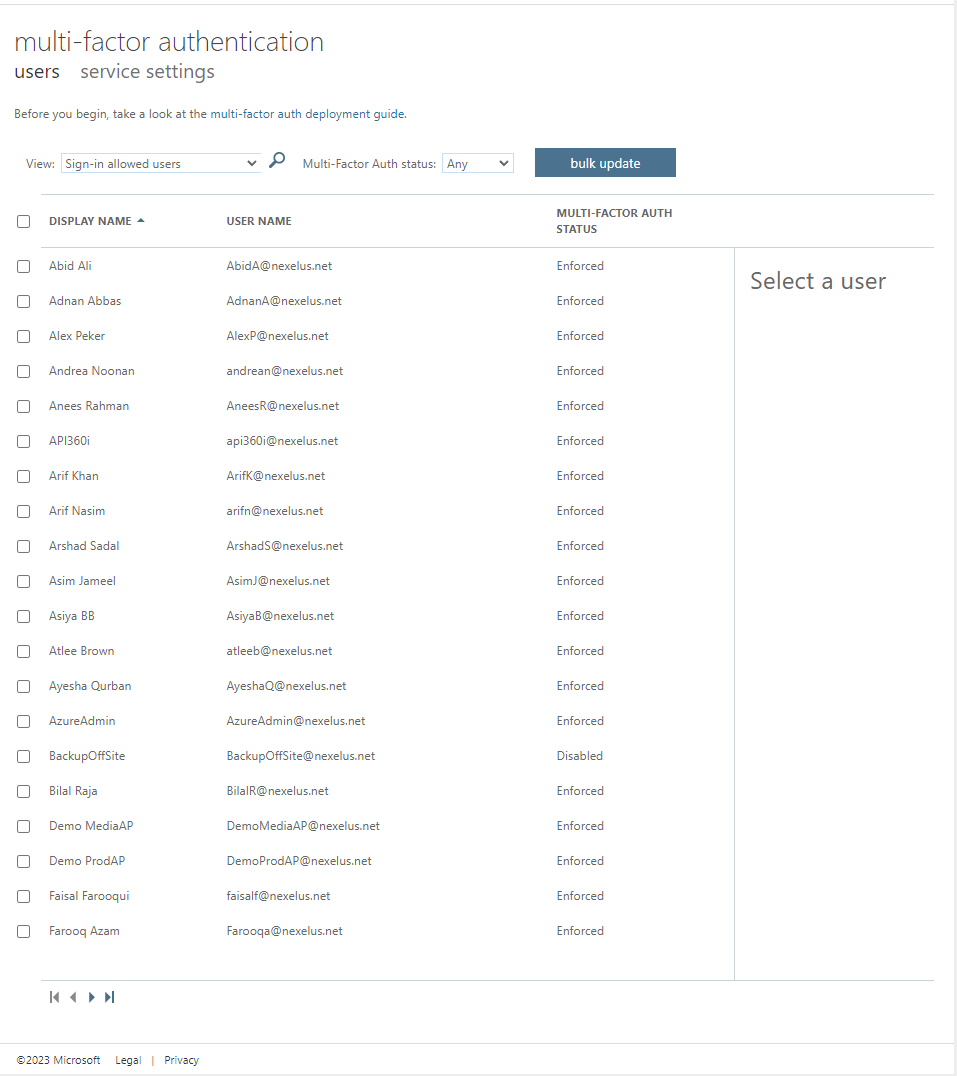 multi-factor authentication
users service settings
Before you begin, take a look at the multi-factor auth deployment guide.
View: Sign-in allowed users Multi-Factor Auth status: Any bulk update
DISPLAY NAME USER NAME MULTI-FACTOR AUTH STATUS
Abid Ali AbidA@nexelus.net Enforced
Select a user
Adnan Abbas AdnanA@nexelus.net Enforced
Alex Peker AlexP@nexelus.net Enforced
Andrea Noonan andrean@nexelus.net Enforced
Anees Rahman AneesR@nexelus.net Enforced
API360i api360i@nexelus.net Enforced
Arif Khan ArifK@nexelus.net Enforced
Arif Nasim arifn@nexelus.net Enforced
Arshad Sadal ArshadS@nexelus.net Enforced
Asim Jameel AsimJ@nexelus.net Enforced
Asiya BB AsiyaB@nexelus.net Enforced
Atlee Brown atleeb@nexelus.net Enforced
Ayesha Qurban AyeshaQ@nexelus.net Enforced
AzureAdmin AzureAdmin@nexelus.net Enforced
BackupOffSite BackupOffSite@nexelus.net Disabled
Bilal Raja BilalR@nexelus.net Enforced
Demo MediaAP DemoMediaAP@nexelus.net Enforced
Demo ProdAP DemoProdAP@nexelus.net Enforced
Faisal Farooqui faisalf@nexelus.net Enforced
Farooq Azam Farooqa@nexelus.net Enforced
©2023 Microsoft Legal | Privacy